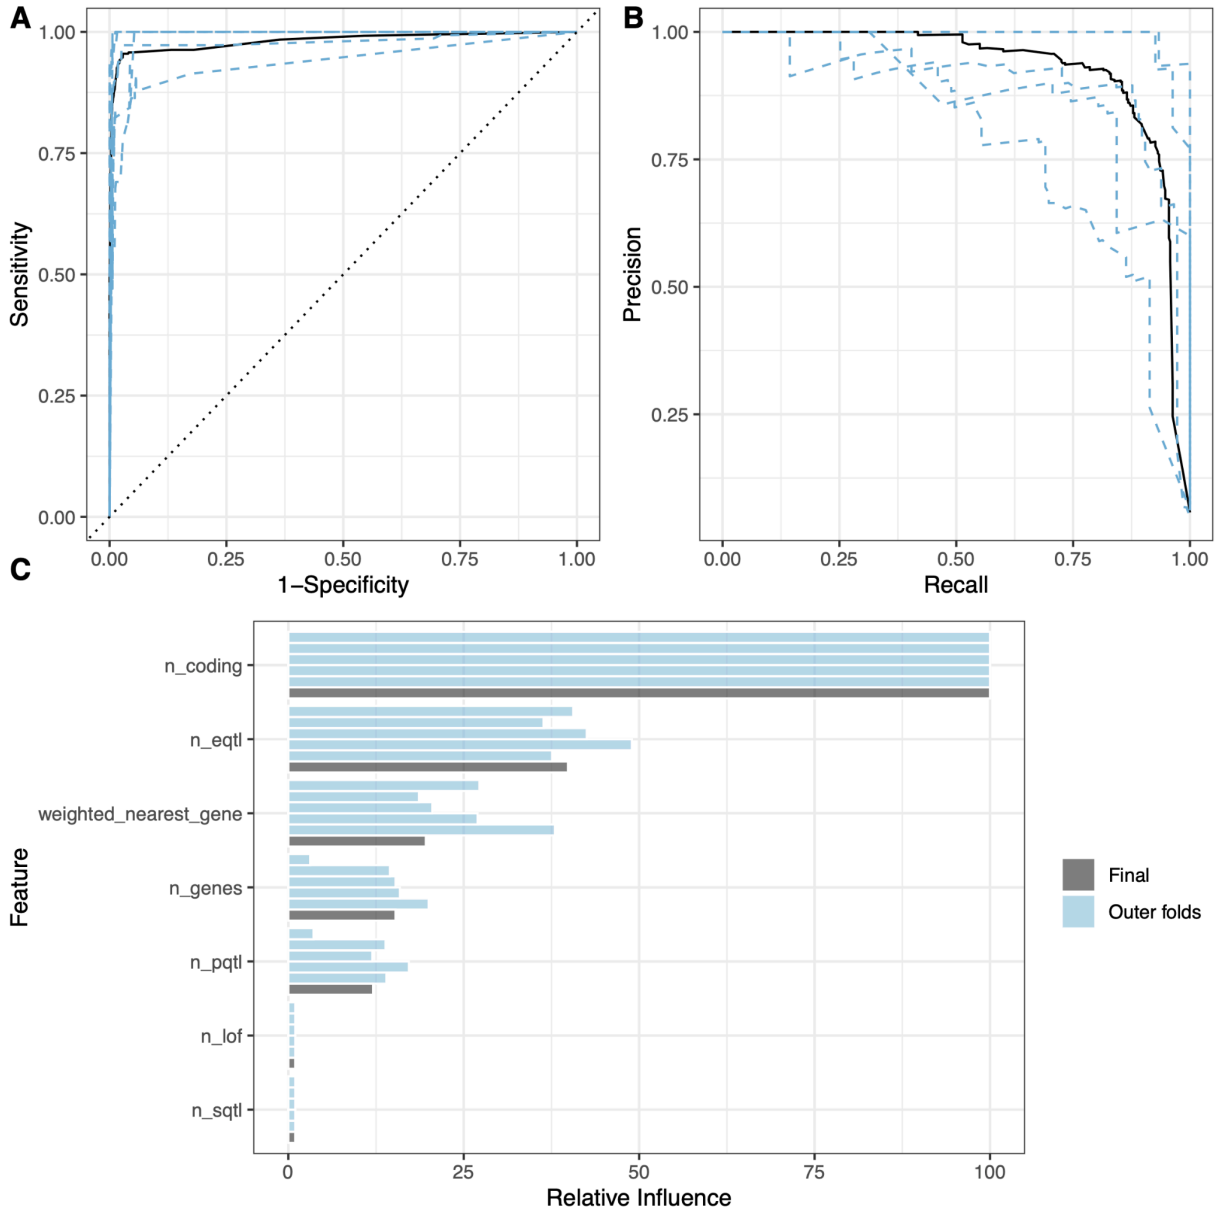 A
1.00
0.75
0.50
0.25
0.00
Sensitivity
0.00 0.25 0.50 0.75 1.00
1−Specificity
B
1.00
0.75
0.50
0.25
Precision
0.00 0.25 0.50 0.75 1.00
Recall
C
n_coding
n_eqtl
weighted_nearest_gene
n_genes
n_pqtl
n_lof
n_sqtl
Feature
0 25 50 75 100
Relative Influence
Final
Outer folds